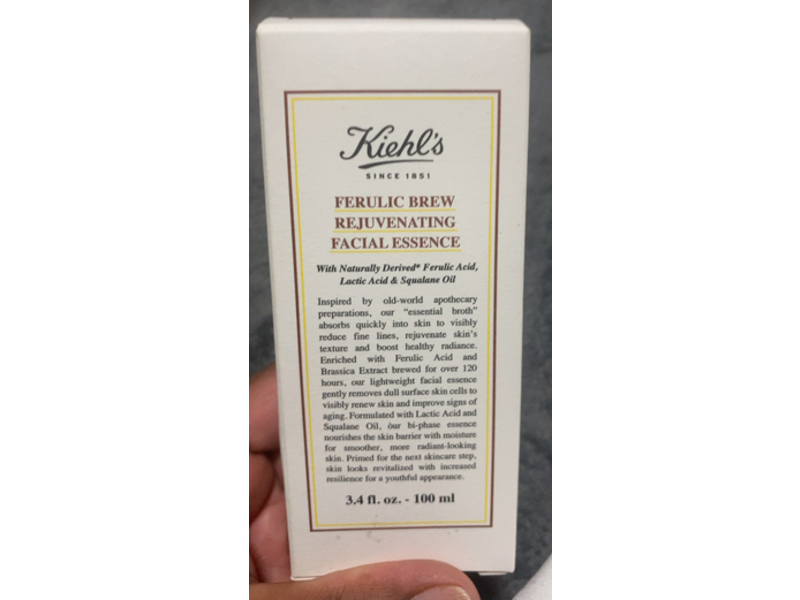 Kiehl's
SINCE 1851
FERULIC BREW
REJUVENATING
FACIAL ESSENCE
With Naturally Derived* Ferulic Acid,
Lactic Acid & Squalane Oil
Inspired by old-world apothecary
preparations, our "essential broth"
absorbs quickly into skin to visibly
reduce fine lines, rejuvenate skin's
texture and boost healthy radiance.
Enriched with Ferulic Acid and
Brassica Extract brewed for over 120
hours, our lightweight facial essence
gently removes dull surface skin cells to
visibly renew skin and improve signs of
aging. Formulated with Lactic Acid and
Squalane Oil, our bi-phase essence
nourishes the skin barrier with moisture
for smoother, more radiant-looking
skin. Primed for the next skincare step,
skin looks revitalized with increased
resilience for a youthful appearance.
3.4 fl. oz. - 100 ml